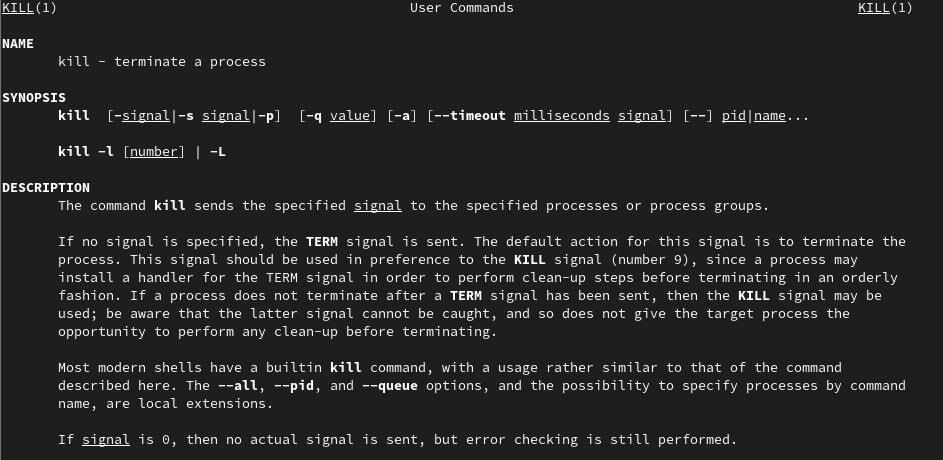 KILL(1) User Commands KILL(1)
NAME
kill - terminate a process
SYNOPSIS
kill [-signal|-s signal|-p] [-q value] [-a] [--timeout milliseconds signal] [--] pid|name...
kill -l [number] | -L
DESCRIPTION
The command kill sends the specified signal to the specified processes or process groups.
If no signal is specified, the TERM signal is sent. The default action for this signal is to terminate the
process. This signal should be used in preference to the KILL signal (number 9), since a process may
install a handler for the TERM signal in order to perform clean-up steps before terminating in an orderly
fashion. If a process does not terminate after a TERM signal has been sent, then the KILL signal may be
used; be aware that the latter signal cannot be caught, and so does not give the target process the
opportunity to perform any clean-up before terminating.
Most modern shells have a builtin kill command, with a usage rather similar to that of the command
described here. The --all, --pid, and --queue options, and the possibility to specify processes by command
name, are local extensions.
If signal is 0, then no actual signal is sent, but error checking is still performed.